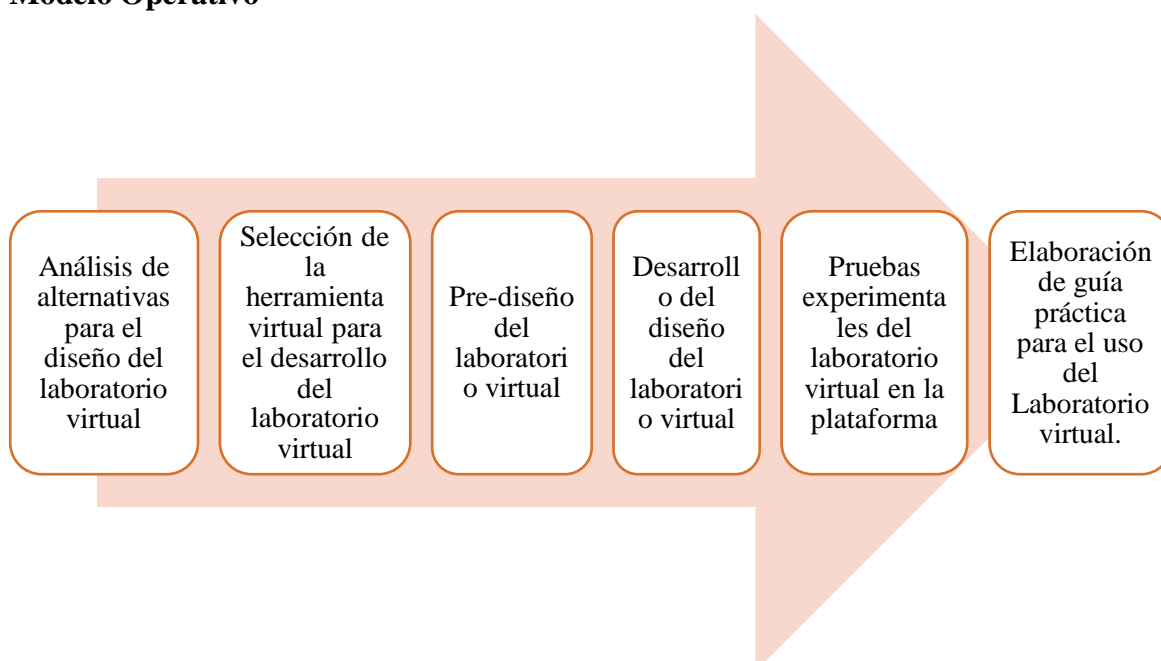 Modelo Operativo
Análisis de
alternativas
para el
diseño del
laboratorio
virtual
Selección de
la
herramienta
virtual para
el desarrollo
del
laboratorio
virtual
Pre-diseño
del
laboratori
o virtual
Desarroll
o del
diseño
del
laboratori
o virtual
Pruebas
experimenta
les del
laboratorio
virtual en la
plataforma
Elaboración
de guía
práctica
para el uso
del
Laboratorio
virtual.